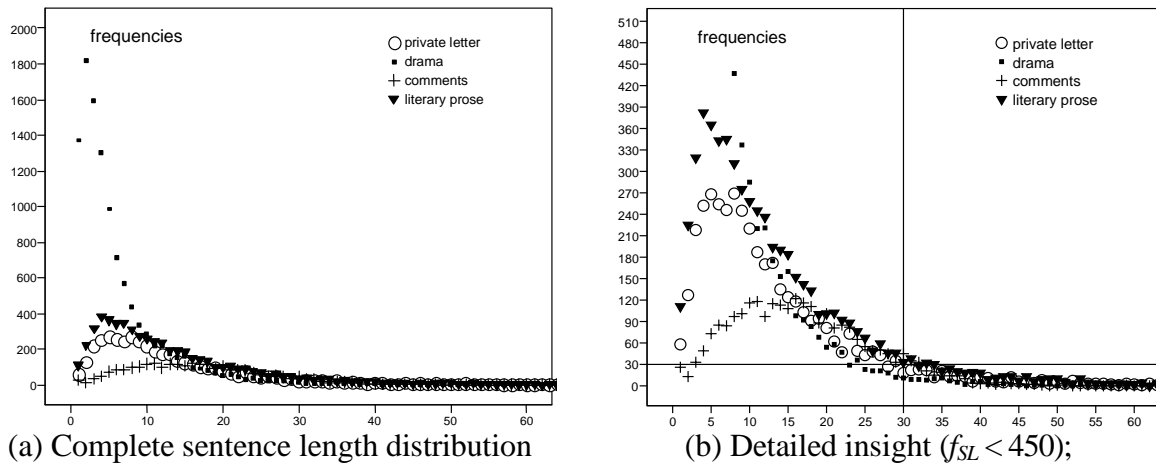 frequencies
private letter
drama
comments
literary prose
2000
1800
1600
1400
1200
1000
800
600
400
200
0
0 10 20 30 40 50 60
(a) Complete sentence length distribution
frequencies
private letter
drama
comments
literary prose
510
480
450
420
390
360
330
300
270
240
210
180
150
120
90
60
30
0
0 5 10 15 20 25 30 35 40 45 50 55 60
(b) Detailed insight (f_SL < 450);